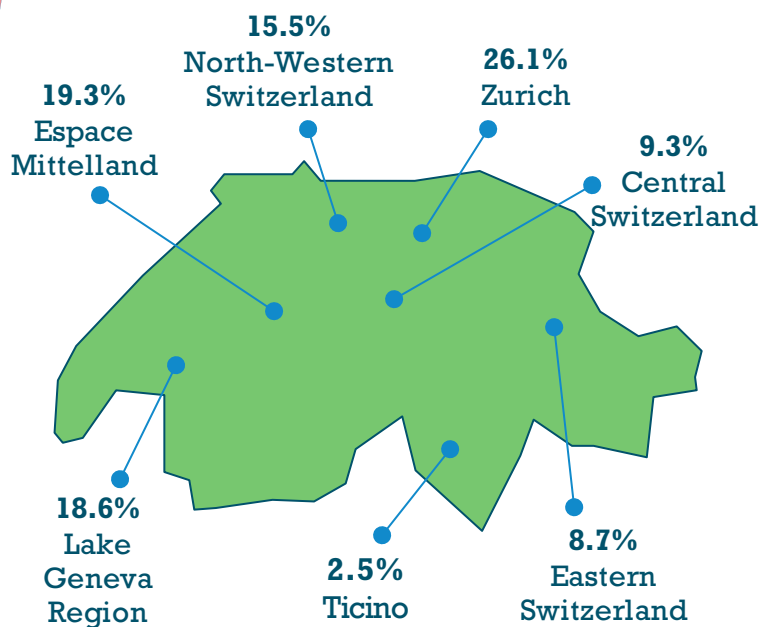 15.5%
North-Western
Switzerland
26.1%
Zurich
19.3%
Espace
Mittelland
9.3%
Central
Switzerland
18.6%
Lake
Geneva
Region
2.5%
Ticino
8.7%
Eastern
Switzerland